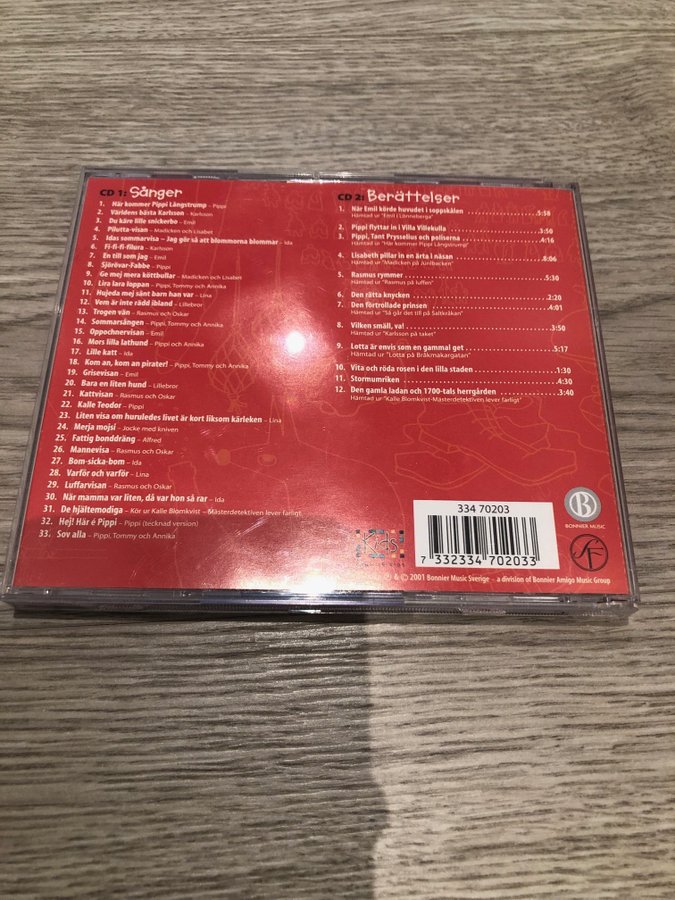 CD 1: Sånger
1. När kommer Pippi Långstrump – Pippi
2. Världens bästa Karlsson – Karlsson
3. Du käre lille snickerbo – Emil
4. Pilutta-visan – Madicken och Lisabet
5. Idas sommarvisa – Jag gör så att blommorna blommar – Ida
6. Fi-fi-fi-filura – Karlsson
7. En till som jag – Emil
8. Sjörövar-Fabbe – Pippi
9. Ge mej mera köttbullar – Madicken och Lisabet
10. Lira lara loppan – Pippi, Tommy och Annika
11. Hujeda mej sånt barn han var – Lina
12. Vem är inte rädd ibland – Lillebror
13. Trogen vän – Rasmus och Oskar
14. Sommarsången – Pippi, Tommy och Annika
15. Oppochnervisan – Emil
16. Mors lilla lathund – Pippi, Tommy och Annika
17. Lille katt – Ida
18. Kom an, kom an pirater! – Pippi, Tommy och Annika
19. Grisevisan – Emil
20. Bara en liten hund – Lillebror
21. Kattvisan – Rasmus och Oskar
22. Kalle Teodor – Pippi
23. Liten visa om huruledes livet är kort liksom kärleken – Lina
24. Merja mojsi – Jocke med kniven
25. Fattig bonddräng – Alfred
26. Mannevisa – Rasmus och Oskar
27. Bom-sicka-bom – Ida
28. Varför och varför – Lina
29. Luffarvisan – Rasmus och Oskar
30. När mamma var liten, då var hon så rar – Ida
31. De hjältemodiga – Kör ur Kalle Blomkvist – Mästerdetektiven lever farligt
32. Hej! Här é Pippi – Pippi (tecknad version)
33. Sov alla – Pippi, Tommy och Annika
CD 2: Berättelser
1. När Emil körde huvudet i soppskålen 5:58
Hämtad ur "Emil i Lönneberga"
2. Pippi flyttar in i Villa Villekulla 3:50
3. Pippi, Tant Prysselius och poliserna 4:16
Hämtad ur "Här kommer Pippi Långstrump"
4. Lisabeth pillar in en ärta i näsan 8:06
Hämtad ur "Madicken på Junibacken"
5. Rasmus rymmer 5:30
Hämtad ur "Rasmus på luffen"
6. Den rätta knycken 2:20
7. Den förtrollade prinsen 4:01
Hämtad ur "Så går det till på Saltkråkan"
8. Vilken smäll, va! 3:50
Hämtad ur "Karlsson på taket"
9. Lotta är envis som en gammal get 5:17
Hämtad ur "Lotta på Bråkmakargatan"
10. Vita och röda rosen i den lilla staden 1:30
11. Stormumriken 4:30
12. Den gamla ladan och 1700-tals herrgården 3:40
Hämtad ur "Kalle Blomkvist-Mästerdetektiven lever farligt"
334 70203
7 332334 702033
B
BONNIER MUSIC
SF
℗ & © 2001 Bonnier Music Sverige – a division of Bonnier Amigo Music Group